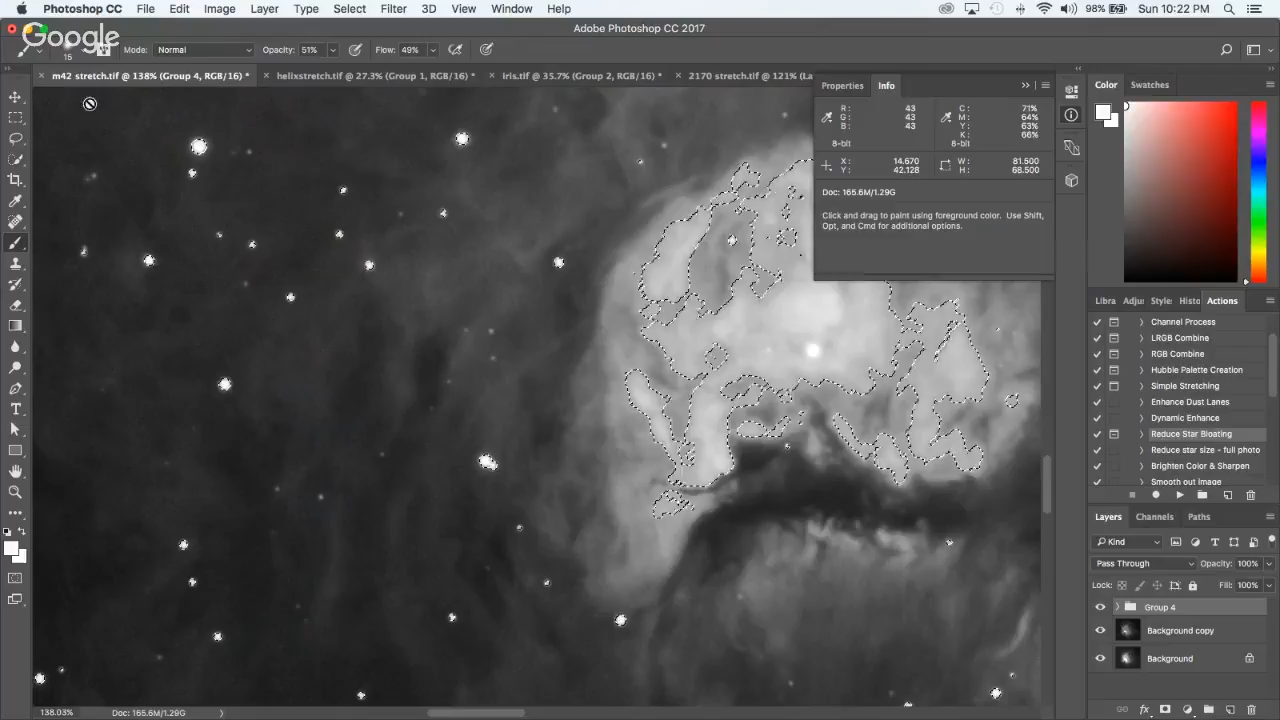 Photoshop CC File Edit Image Layer Type Select Filter 3D View Window Help 98% Sun 10:22 PM
Adobe Photoshop CC 2017
Google
15 Mode: Normal Opacity: 51% Flow: 49%
m42 stretch.tif @ 138% (Group 4, RGB/16) * helixstretch.tif @ 27.3% (Group 1, RGB/16) * iris.tif @ 35.7% (Group 2, RGB/16) * 2170 stretch.tif @ 121% (La
Properties Info
R: 43 C: 71%
G: 43 M: 64%
B: 43 Y: 63%
K: 66%
8-bit 8-bit
X: 14.670 W: 81.500
Y: 42.128 H: 68.500
Doc: 165.6M/1.29G
Click and drag to paint using foreground color. Use Shift,
Opt, and Cmd for additional options.
Color Swatches
Libra Adju: Style: Histo Actions
Channel Process
LRGB Combine
RGB Combine
Hubble Palette Creation
Simple Stretching
Enhance Dust Lanes
Dynamic Enhance
Reduce Star Bloating
Reduce star size - full photo
Brighten Color & Sharpen
Smooth out Image
Layers Channels Paths
Kind
Pass Through Opacity: 100%
Lock: Fill: 100%
Group 4
Background copy
Background
138.03% Doc: 165.6M/1.29G